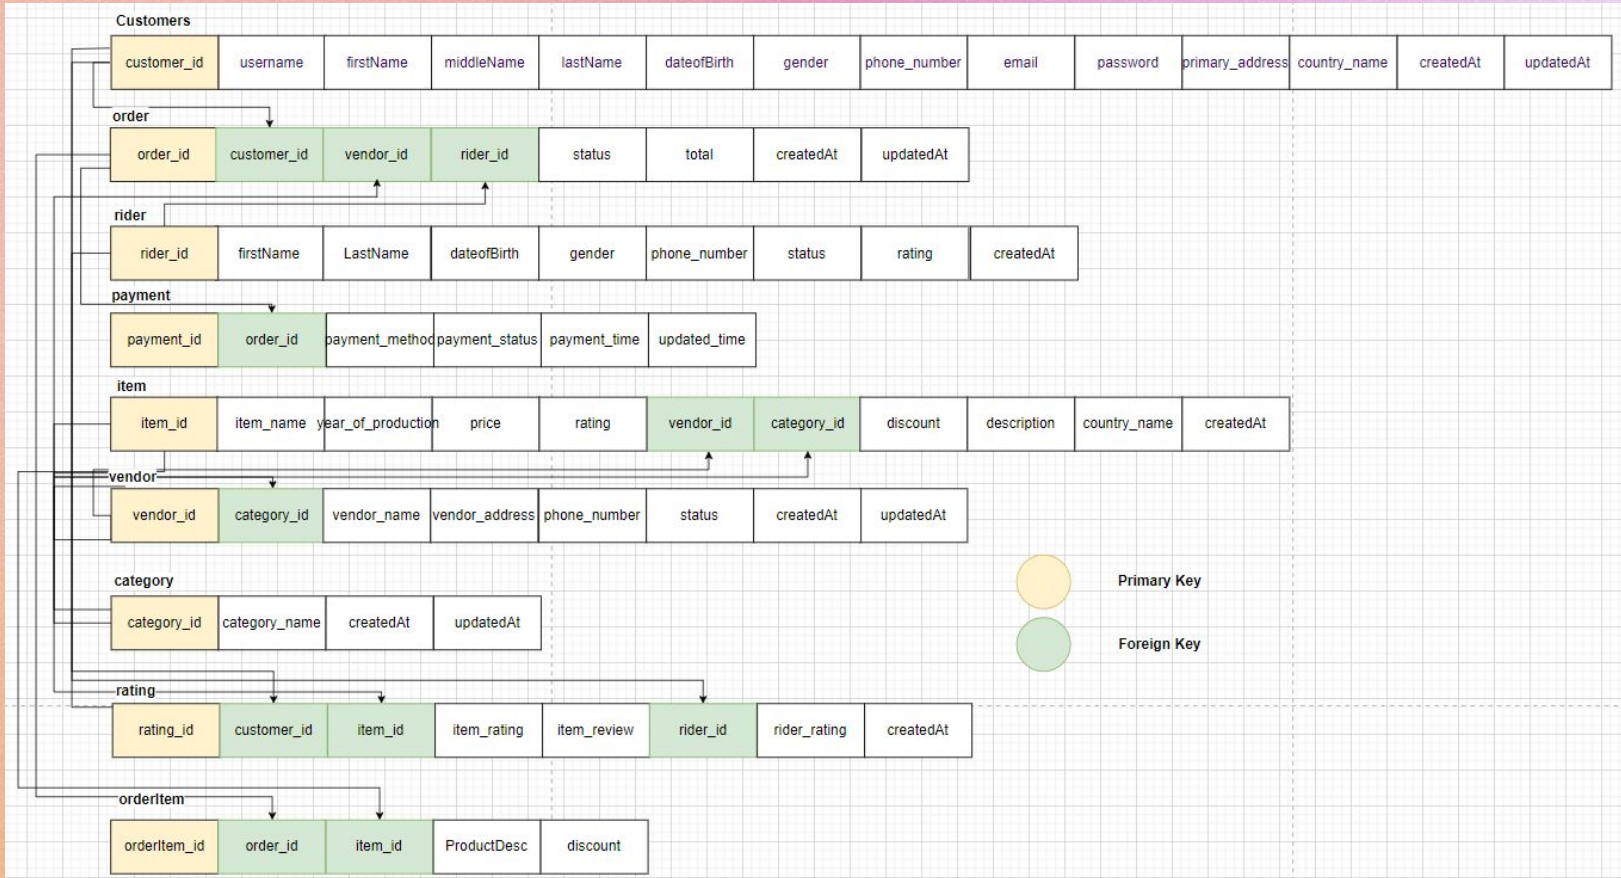 Customers
customer_id username firstName middleName lastName dateofBirth gender phone_number email password primary_address country_name createdAt updatedAt
order
order_id customer_id vendor_id rider_id status total createdAt updatedAt
rider
rider_id firstName LastName dateofBirth gender phone_number status rating createdAt
payment
payment_id order_id payment_method payment_status payment_time updated_time
item
item_id item_name year_of_production price rating vendor_id category_id discount description country_name createdAt
vendor
vendor_id category_id vendor_name vendor_address phone_number status createdAt updatedAt
category
Primary Key
category_id category_name createdAt updatedAt
Foreign Key
rating
rating_id customer_id item_id item_rating item_review rider_id rider_rating createdAt
orderItem
orderItem_id order_id item_id ProductDesc discount